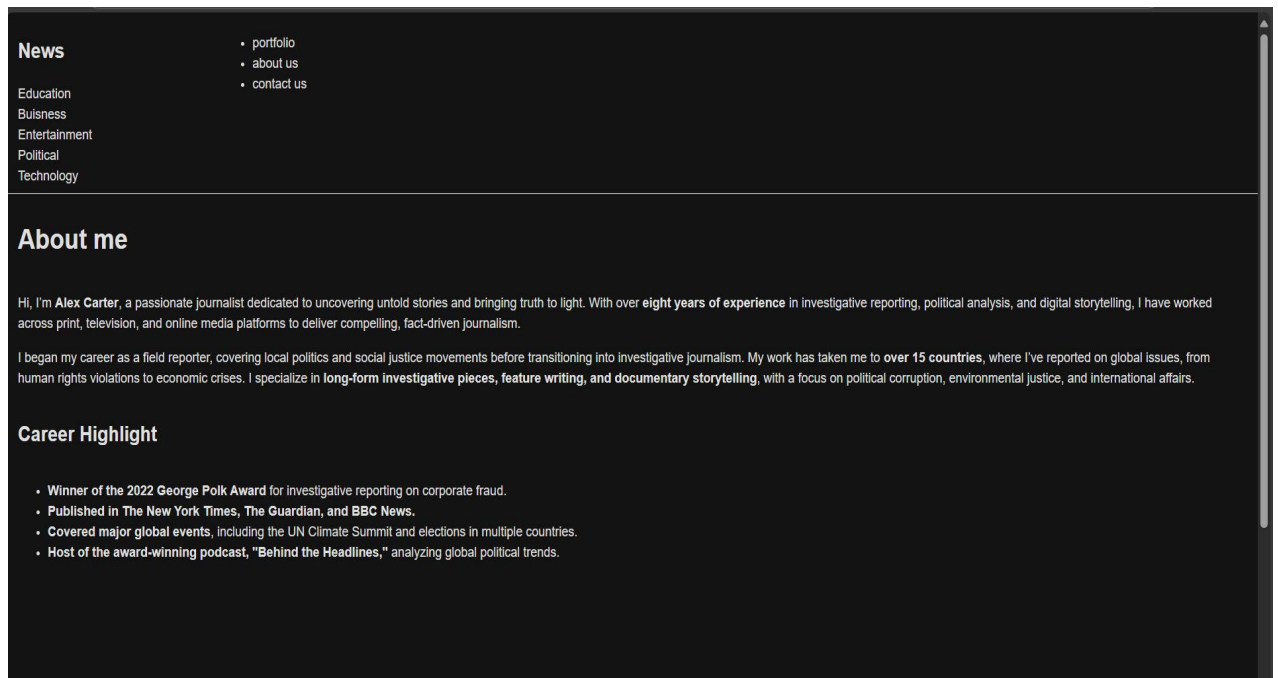 News
Education
Buisness
Entertainment
Political
Technology
portfolio
about us
contact us
About me
Hi, I'm Alex Carter, a passionate journalist dedicated to uncovering untold stories and bringing truth to light. With over eight years of experience in investigative reporting, political analysis, and digital storytelling, I have worked
across print, television, and online media platforms to deliver compelling, fact-driven journalism.
I began my career as a field reporter, covering local politics and social justice movements before transitioning into investigative journalism. My work has taken me to over 15 countries, where I've reported on global issues, from
human rights violations to economic crises. I specialize in long-form investigative pieces, feature writing, and documentary storytelling, with a focus on political corruption, environmental justice, and international affairs.
Career Highlight
Winner of the 2022 George Polk Award for investigative reporting on corporate fraud.
Published in The New York Times, The Guardian, and BBC News.
Covered major global events, including the UN Climate Summit and elections in multiple countries.
Host of the award-winning podcast, "Behind the Headlines," analyzing global political trends.